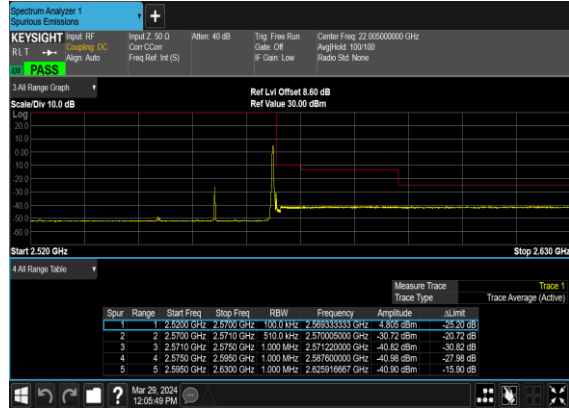 Spectrum Analyzer 1
Spurious Emissions
+
KEYSIGHT Input: RF Input Z: 50 Ω Atten: 40 dB Trig: Free Run Center Freq: 22.005000000 GHz
RLT Coupling: DC Corr CCorr Gate: Off Avg|Hold: 100/100
Align: Auto Freq Ref: Int (S) IF Gain: Low Radio Std: None
PASS
3 All Range Graph
Ref Lvl Offset 8.60 dB
Scale/Div 10.0 dB Ref Value 30.00 dBm
Log
20.0
10.0
0.00
-10.0
-20.0
-30.0
-40.0
-50.0
-60.0
Start 2.520 GHz Stop 2.630 GHz
4 All Range Table
Measure Trace Trace 1
Trace Type Trace Average (Active)
Spur Range Start Freq Stop Freq RBW Frequency Amplitude ΔLimit
1 1 2.5200 GHz 2.5700 GHz 100.0 kHz 2.569333333 GHz 4.805 dBm -25.20 dB
2 2 2.5700 GHz 2.5710 GHz 510.0 kHz 2.570005000 GHz -30.72 dBm -20.72 dB
3 3 2.5710 GHz 2.5750 GHz 1.000 MHz 2.571220000 GHz -40.82 dBm -30.82 dB
4 4 2.5750 GHz 2.5950 GHz 1.000 MHz 2.587600000 GHz -40.98 dBm -27.98 dB
5 5 2.5950 GHz 2.6300 GHz 1.000 MHz 2.625916667 GHz -40.90 dBm -15.90 dB
? Mar 29, 2024
12:05:49 PM